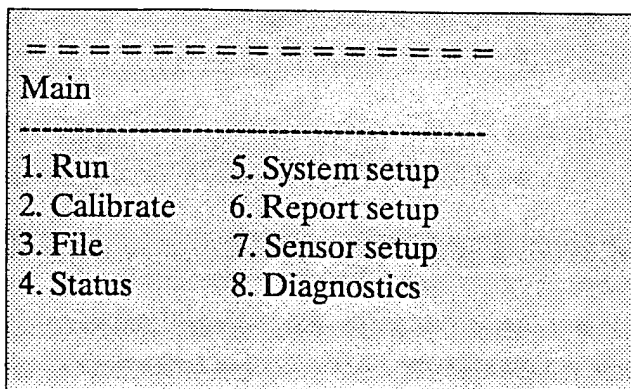 = = = = = = = = = = = = = = =
Main
-----------------------------------------------
1. Run 5. System setup
2. Calibrate 6. Report setup
3. File 7. Sensor setup
4. Status 8. Diagnostics